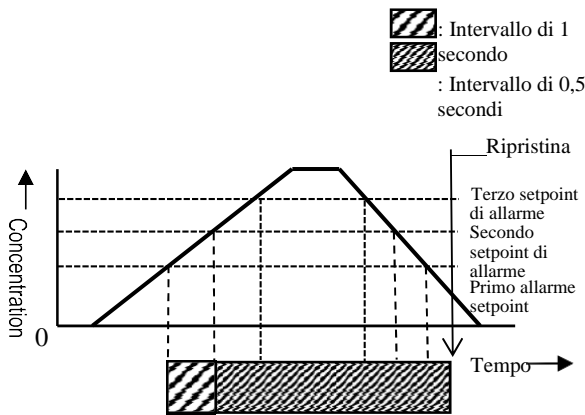 : Intervallo di 1
secondo
: Intervallo di 0,5
secondi
Ripristina
Terzo setpoint
di allarme
Secondo
setpoint di
allarme
Primo allarme
setpoint
Concentration
0
Tempo